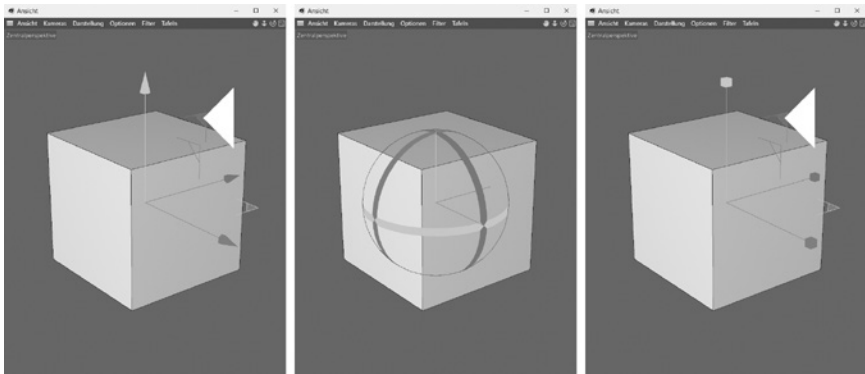 Ansicht
Ansicht Kameras Darstellung Optionen Filter Tafeln
Zentralperspektive
Ansicht
Ansicht Kameras Darstellung Optionen Filter Tafeln
Zentralperspektive
Ansicht
Ansicht Kameras Darstellung Optionen Filter Tafeln
Zentralperspektive